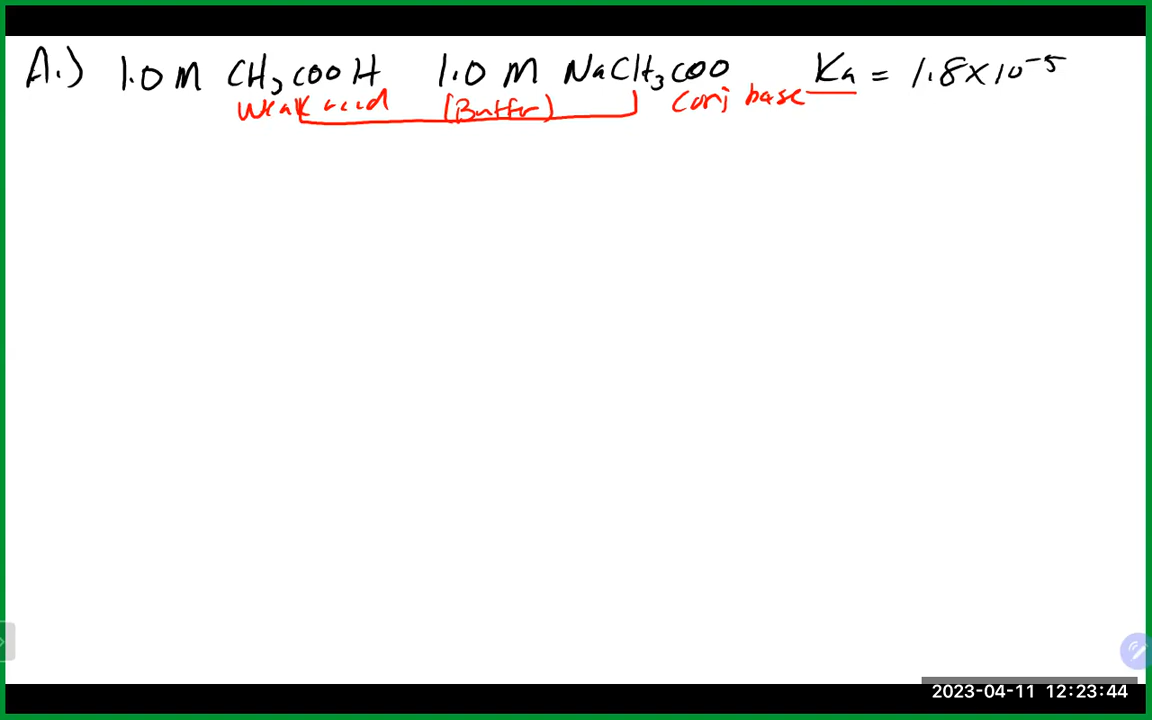 A.) 1.0 M CH₃COOH 1.0 M NaCH₃COO Ka = 1.8×10⁻⁵
Weak acid (Buffer) conj base
2023-04-11 12:23:44